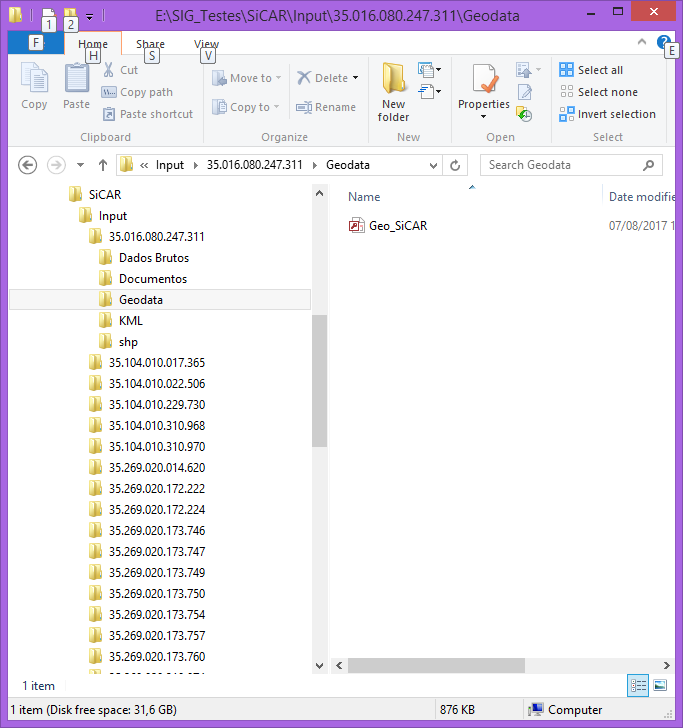 E:\SIG_Testes\SiCAR\Input\35.016.080.247.311\Geodata
F 1 2
Home Share View
H S V E
Copy
Paste
Cut
Copy path
Paste shortcut
Clipboard
Move to
Copy to
Delete
Rename
Organize
New folder
New
Properties
Open
Select all
Select none
Invert selection
Select
« Input 35.016.080.247.311 Geodata
Search Geodata
SiCAR
Input
35.016.080.247.311
Dados Brutos
Documentos
Geodata
KML
shp
35.104.010.017.365
35.104.010.022.506
35.104.010.229.730
35.104.010.310.968
35.104.010.310.970
35.269.020.014.620
35.269.020.172.222
35.269.020.172.224
35.269.020.173.746
35.269.020.173.747
35.269.020.173.749
35.269.020.173.750
35.269.020.173.754
35.269.020.173.757
35.269.020.173.760
Name Date modifie
Geo_SiCAR 07/08/2017 1
1 item
1 item (Disk free space: 31,6 GB) 876 KB Computer